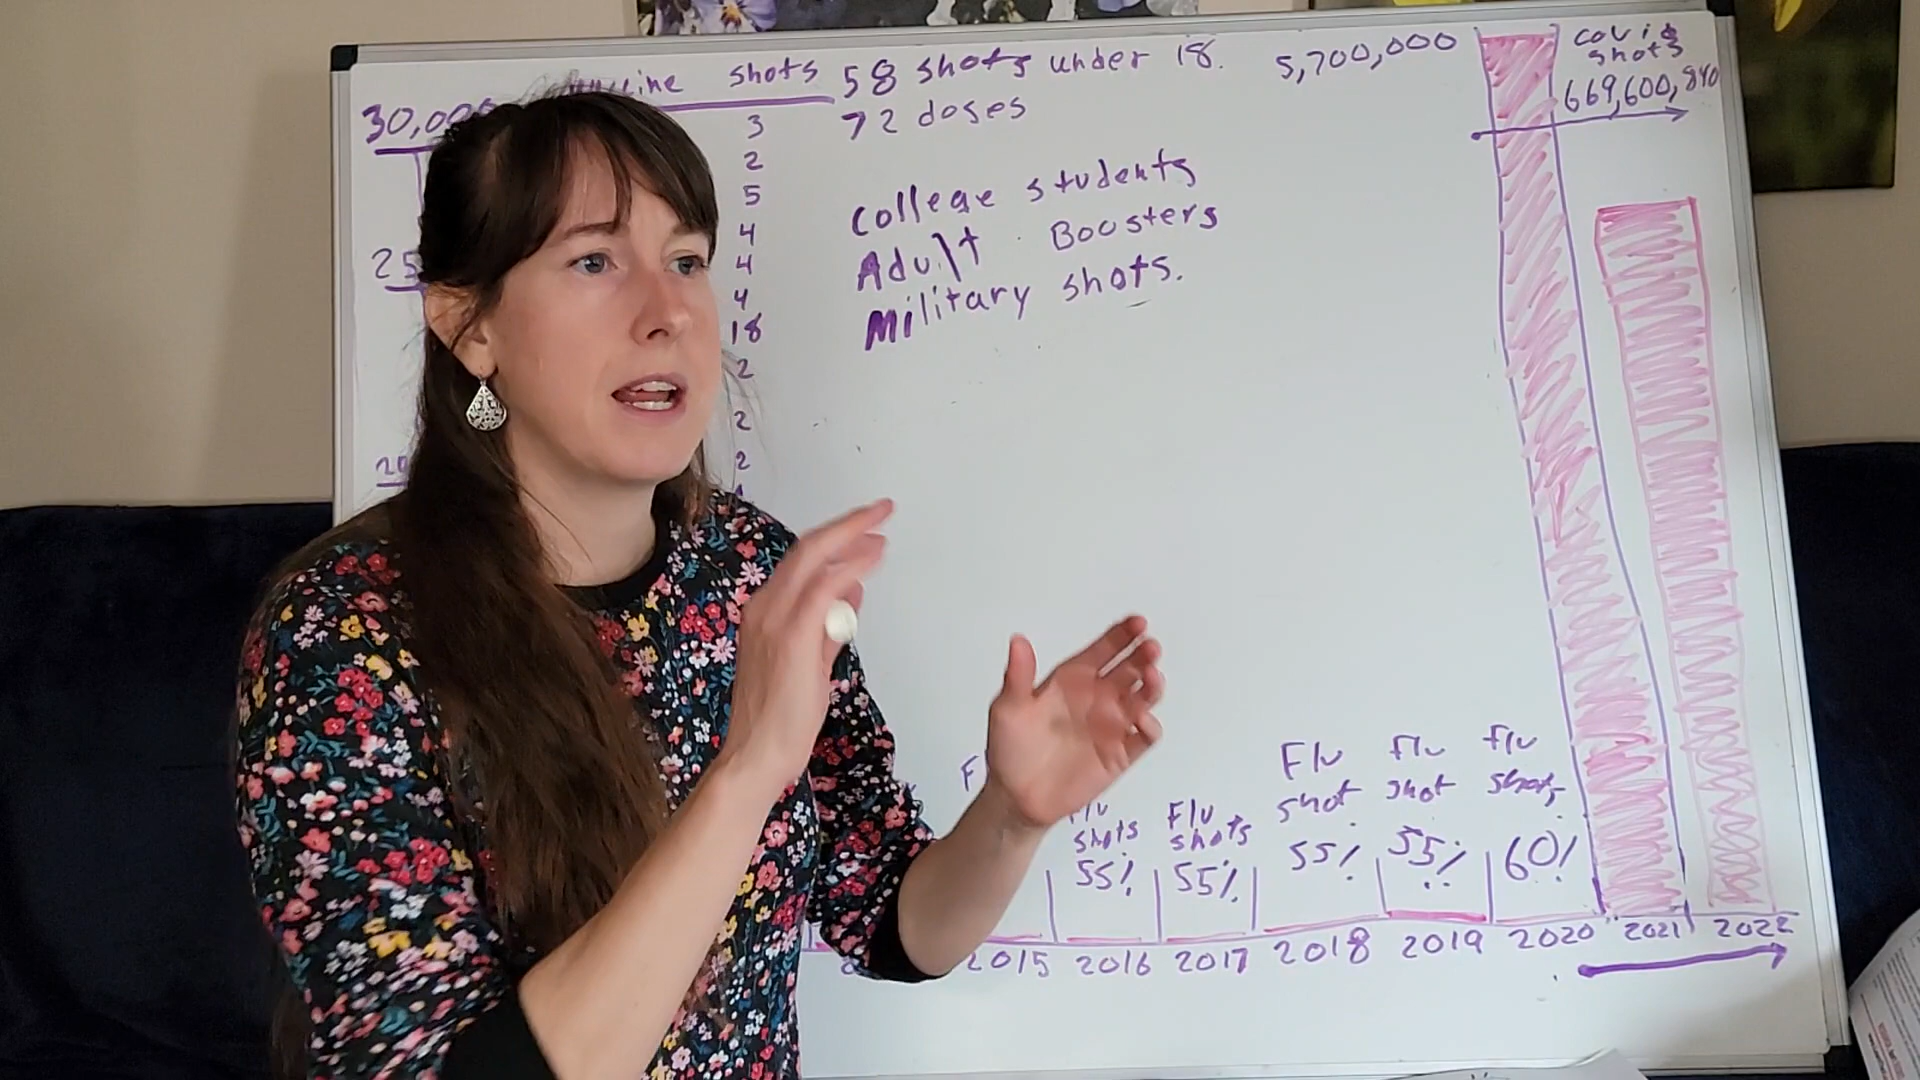 shots
58 shots under 18.
72 doses
3
2
5
4
4
4
18
2
2
2
College students
Adult Boosters
Military shots.
5,700,000
covid
shots
669,600,840
Flu
shots
55%
Flu
shots
55%
Flu
shot
55%
flu
shot
55%
flu
shots
60%
2015
2016
2017
2018
2019
2020
2021
2022